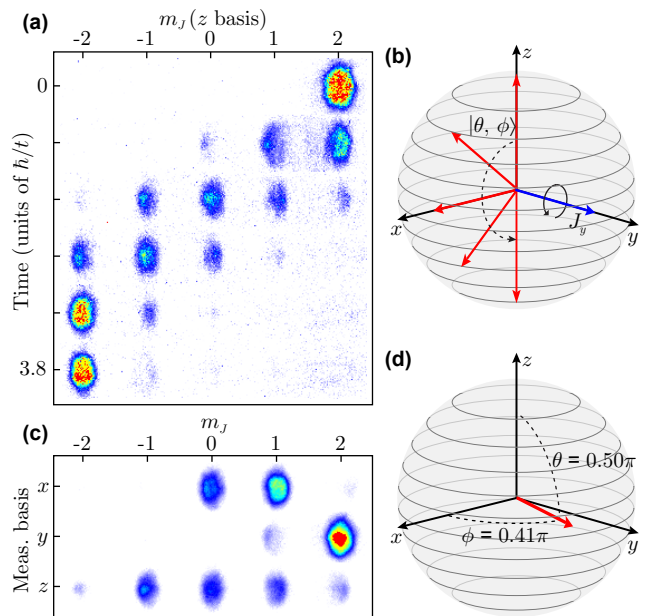 (a)
m_J (z basis)
-2 -1 0 1 2
0
Time (units of ħ/t)
3.8
(b)
z
|θ, ϕ⟩
x
J_y
y
(c)
m_J
-2 -1 0 1 2
Meas. basis
x
y
z
(d)
z
θ = 0.50π
x
ϕ = 0.41π
y